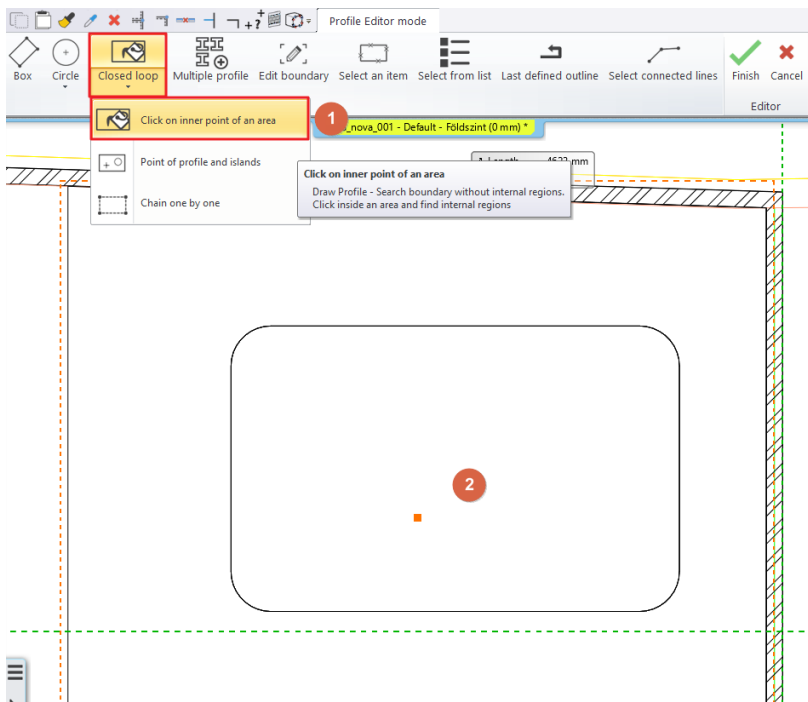 Profile Editor mode
Box
Circle
Closed loop
Multiple profile
Edit boundary
Select an item
Select from list
Last defined outline
Select connected lines
Finish
Cancel
Editor
Click on inner point of an area
1
_nova_001 - Default - Földszint (0 mm) *
Point of profile and islands
Click on inner point of an area
Draw Profile - Search boundary without internal regions.
Click inside an area and find internal regions
Chain one by one
2